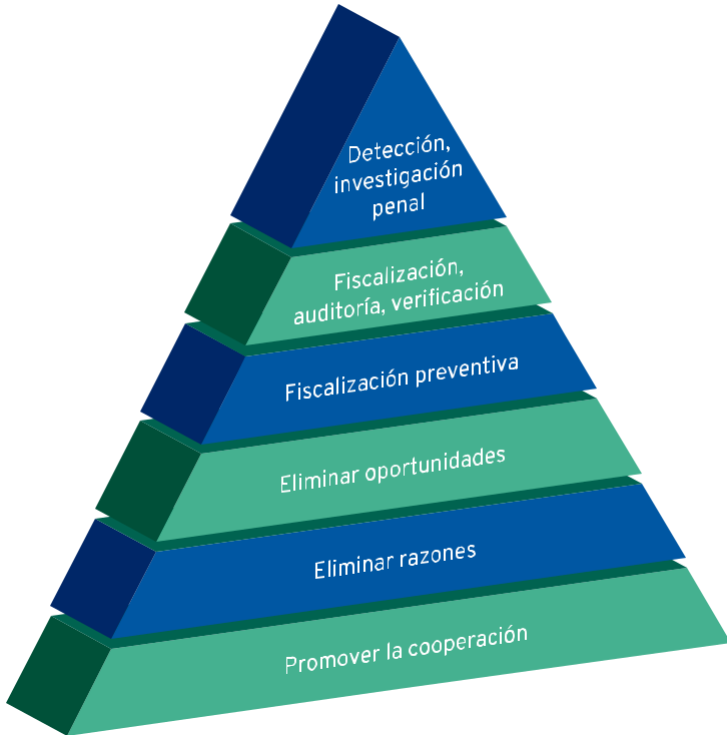 Detección,
investigación
penal
Fiscalización,
auditoría, verificación
Fiscalización preventiva
Eliminar oportunidades
Eliminar razones
Promover la cooperación